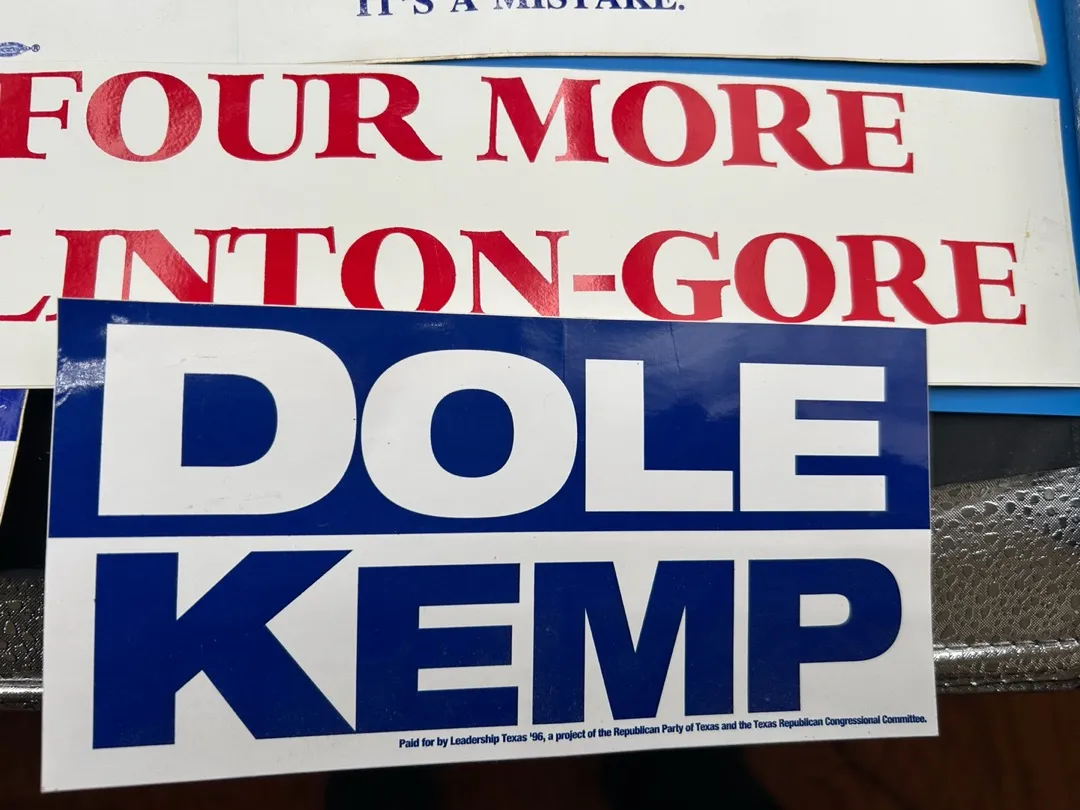 IT'S A MISTAKE.
FOUR MORE
LINTON-GORE
DOLE
KEMP
Paid for by Leadership Texas '96, a project of the Republican Party of Texas and the Texas Republican Congressional Committee.